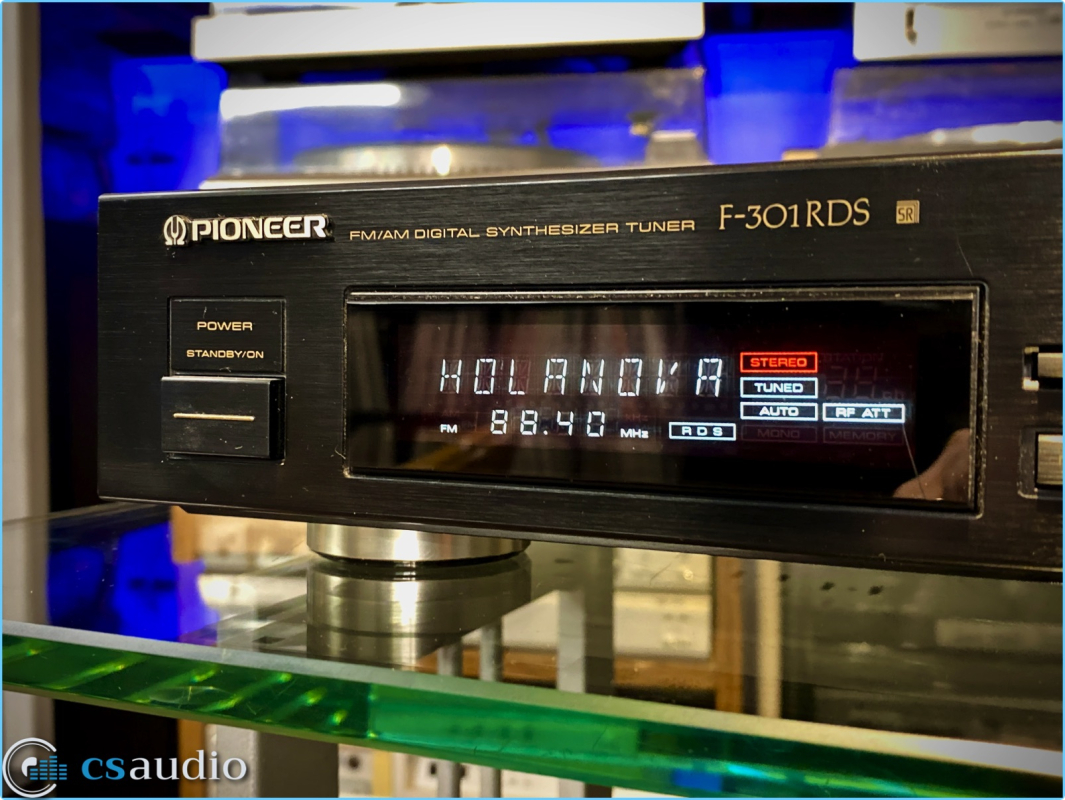 PIONEER FM/AM DIGITAL SYNTHESIZER TUNER F-301RDS SR
POWER
STANDBY/ON
HOLANOVA
STEREO
TUNED
AUTO RF ATT
FM 88.40 MHz RDS
MONO MEMORY
csaudio